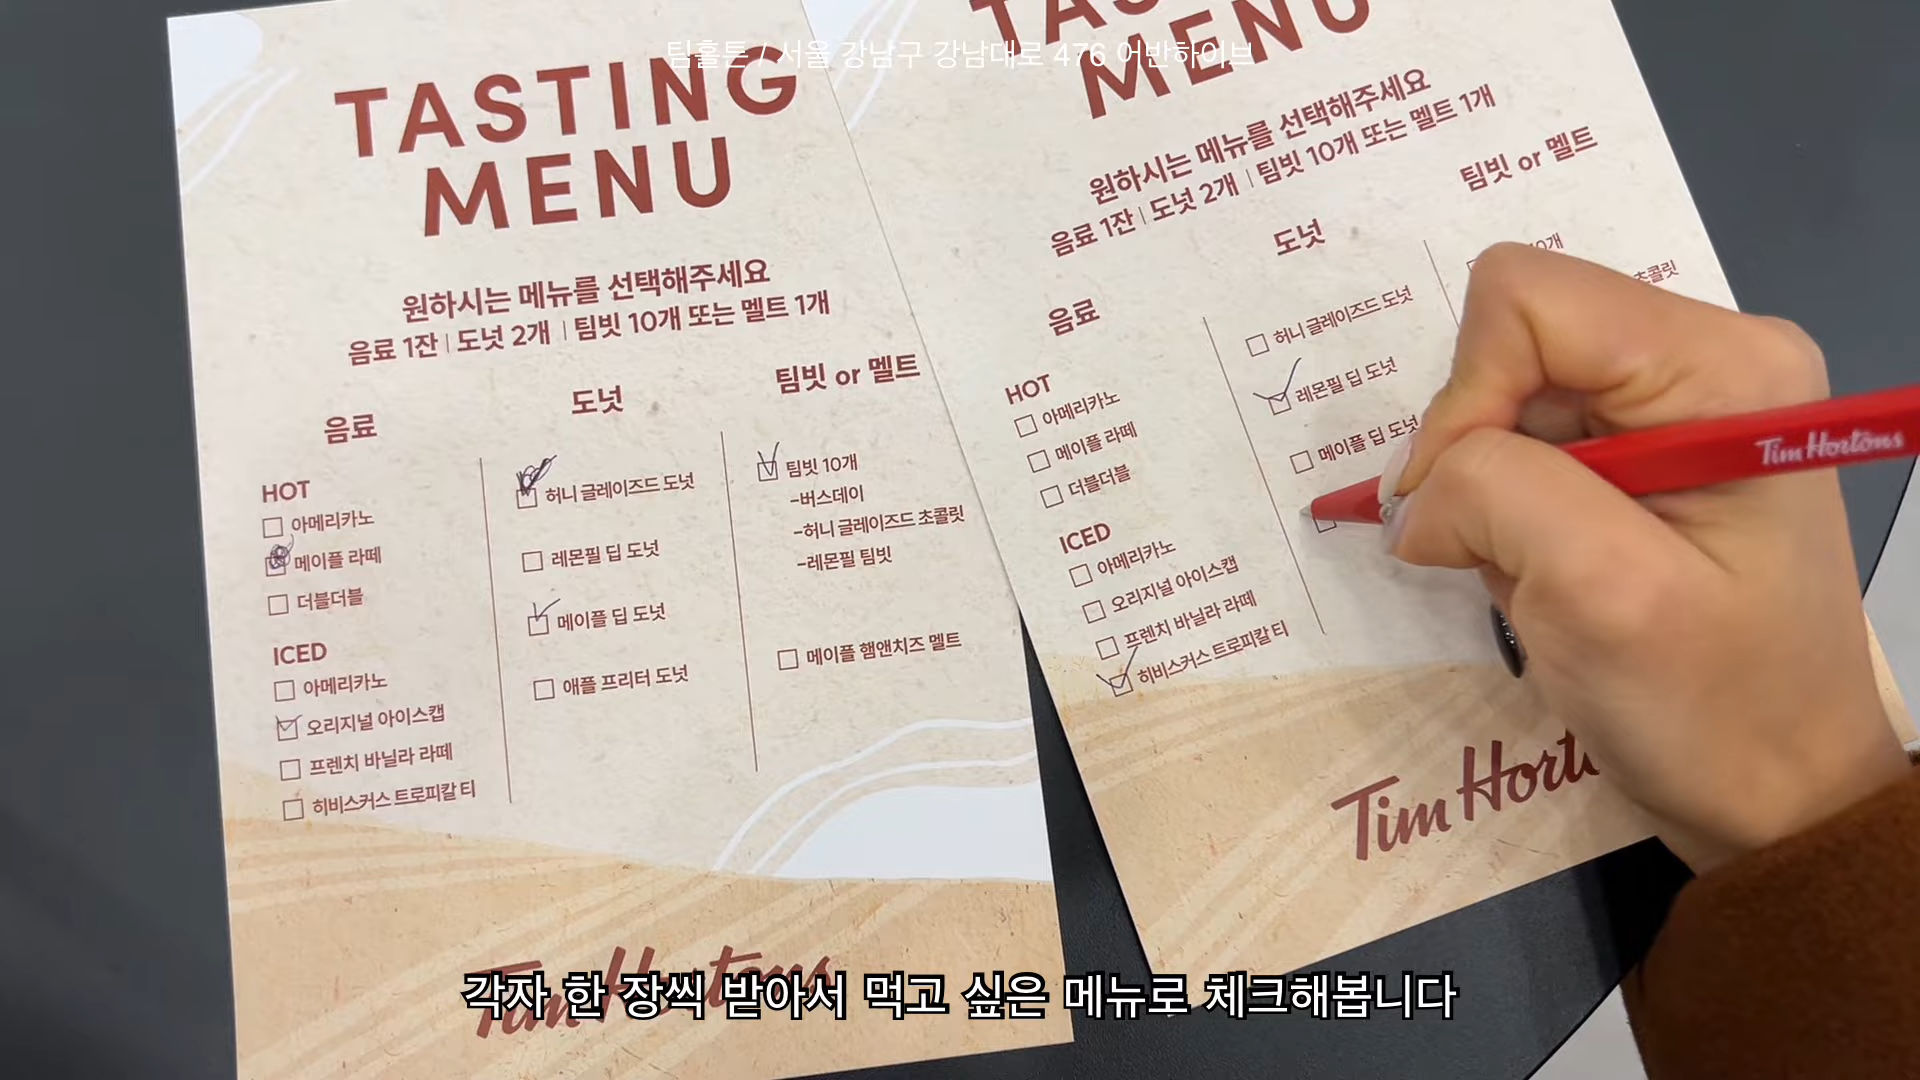 팀홀튼 / 서울 강남구 강남대로 476 어반하이브
TASTING
MENU
원하시는 메뉴를 선택해주세요
음료 1잔 | 도넛 2개 | 팀빗 10개 또는 멜트 1개
음료
HOT
아메리카노
메이플 라떼
더블더블
ICED
아메리카노
오리지널 아이스캡
프렌치 바닐라 라떼
히비스커스 트로피칼 티
도넛
허니 글레이즈드 도넛
레몬필 딥 도넛
메이플 딥 도넛
애플 프리터 도넛
팀빗 or 멜트
팀빗 10개
-버스데이
-허니 글레이즈드 초콜릿
-레몬필 팀빗
메이플 햄앤치즈 멜트
Tim Hortons
MENU
원하시는 메뉴를 선택해주세요
음료 1잔 | 도넛 2개 | 팀빗 10개 또는 멜트 1개
음료
HOT
아메리카노
메이플 라떼
더블더블
ICED
아메리카노
오리지널 아이스캡
프렌치 바닐라 라떼
히비스커스 트로피칼 티
도넛
허니 글레이즈드 도넛
레몬필 딥 도넛
메이플 딥 도넛
팀빗 or 멜트
10개
초콜릿
Tim Hort
Tim Hortons
각자 한 장씩 받아서 먹고 싶은 메뉴로 체크해봅니다